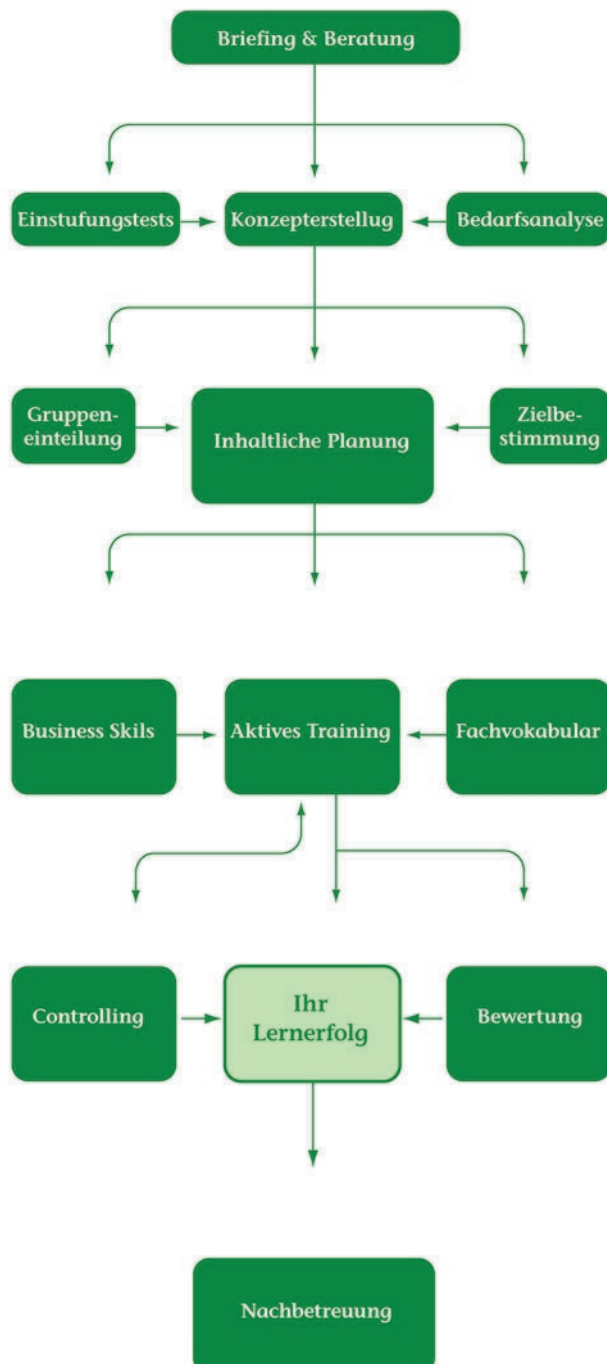 Briefing & Beratung
Einstufungstests
Konzepterstellug
Bedarfsanalyse
Gruppen-
einteilung
Inhaltliche Planung
Zielbe-
stimmung
Business Skils
Aktives Training
Fachvokabular
Controlling
Ihr
Lernerfolg
Bewertung
Nachbetreuung